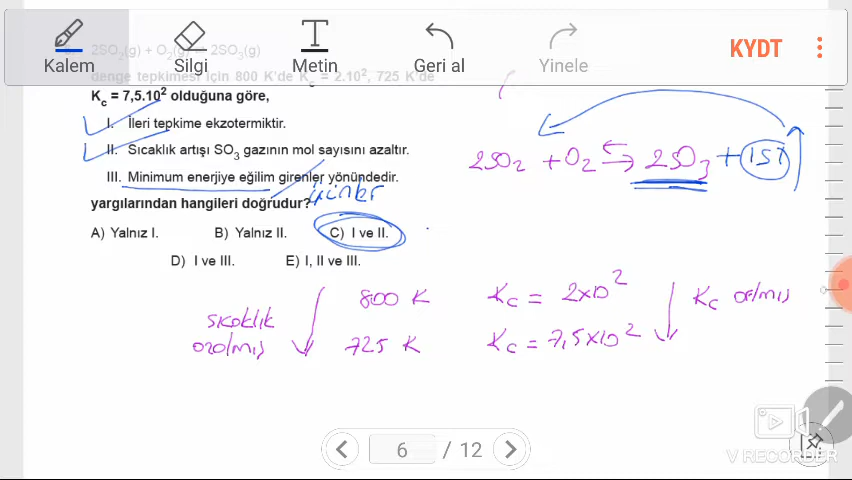 Kalem
Silgi
Metin
Geri al
Yinele
KYDT
2SO₂(g) + O₂(g) ⇌ 2SO₃(g)
denge tepkimesi için 800 K'de K꜀ = 2.10², 725 K'de
K꜀ = 7,5.10² olduğuna göre,
I. İleri tepkime ekzotermiktir.
II. Sıcaklık artışı SO₃ gazının mol sayısını azaltır.
III. Minimum enerjiye eğilim girenler yönündedir.
ürünler
yargılarından hangileri doğrudur?
A) Yalnız I.
B) Yalnız II.
C) I ve II.
D) I ve III.
E) I, II ve III.
2SO₂ + O₂ ⇌ 2SO₃ + ISI
sıcaklık
azalmış
800 K
725 K
Kc = 2x10²
Kc = 7,5x10²
Kc artmış
6 / 12
V RECORDER